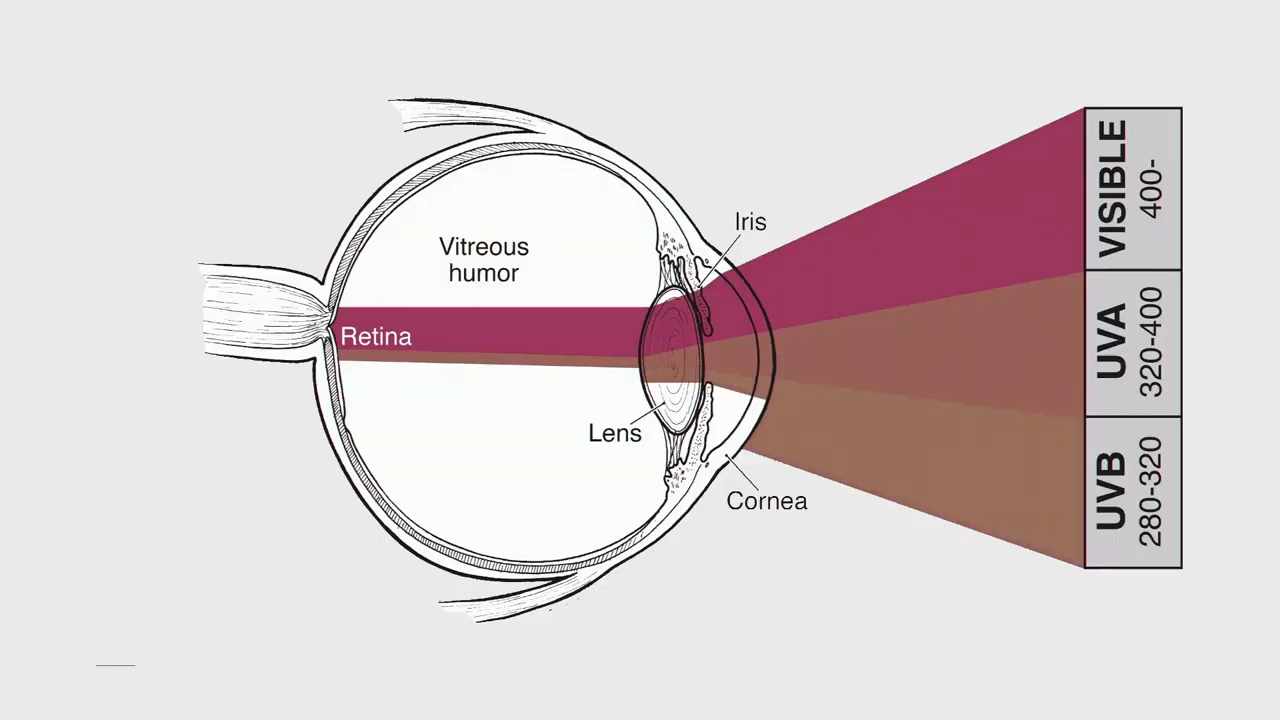 VISIBLE
400-
Iris
Vitreous
humor
UVA
320-400
Retina
Lens
UVB
280-320
Cornea